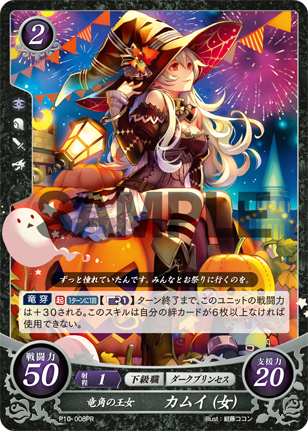 2
SAMPLE
ずっと憧れていたんです。みんなとお祭りに行くのを。
竜穿 起 1ターンに1回 [裏1]ターン終了まで、このユニットの戦闘力
は+30される。このスキルは自分の絆カードが6枚以上なければ
使用できない。
戦闘力
50
射程 1 下級職 ダークプリンセス
支援力
20
竜角の王女 カムイ(女)
P10-008PR
Illust:紺藤ココン